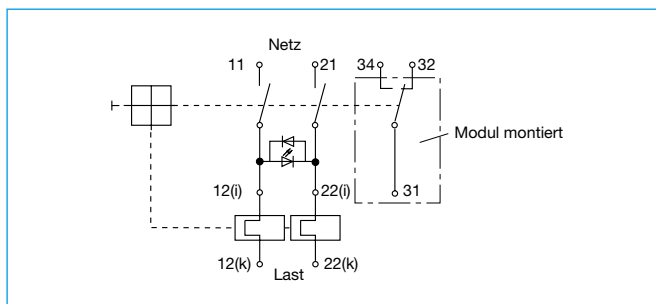 Netz
11 21 34 32
Modul montiert
12(i) 22(i) 31
12(k) 22(k)
Last